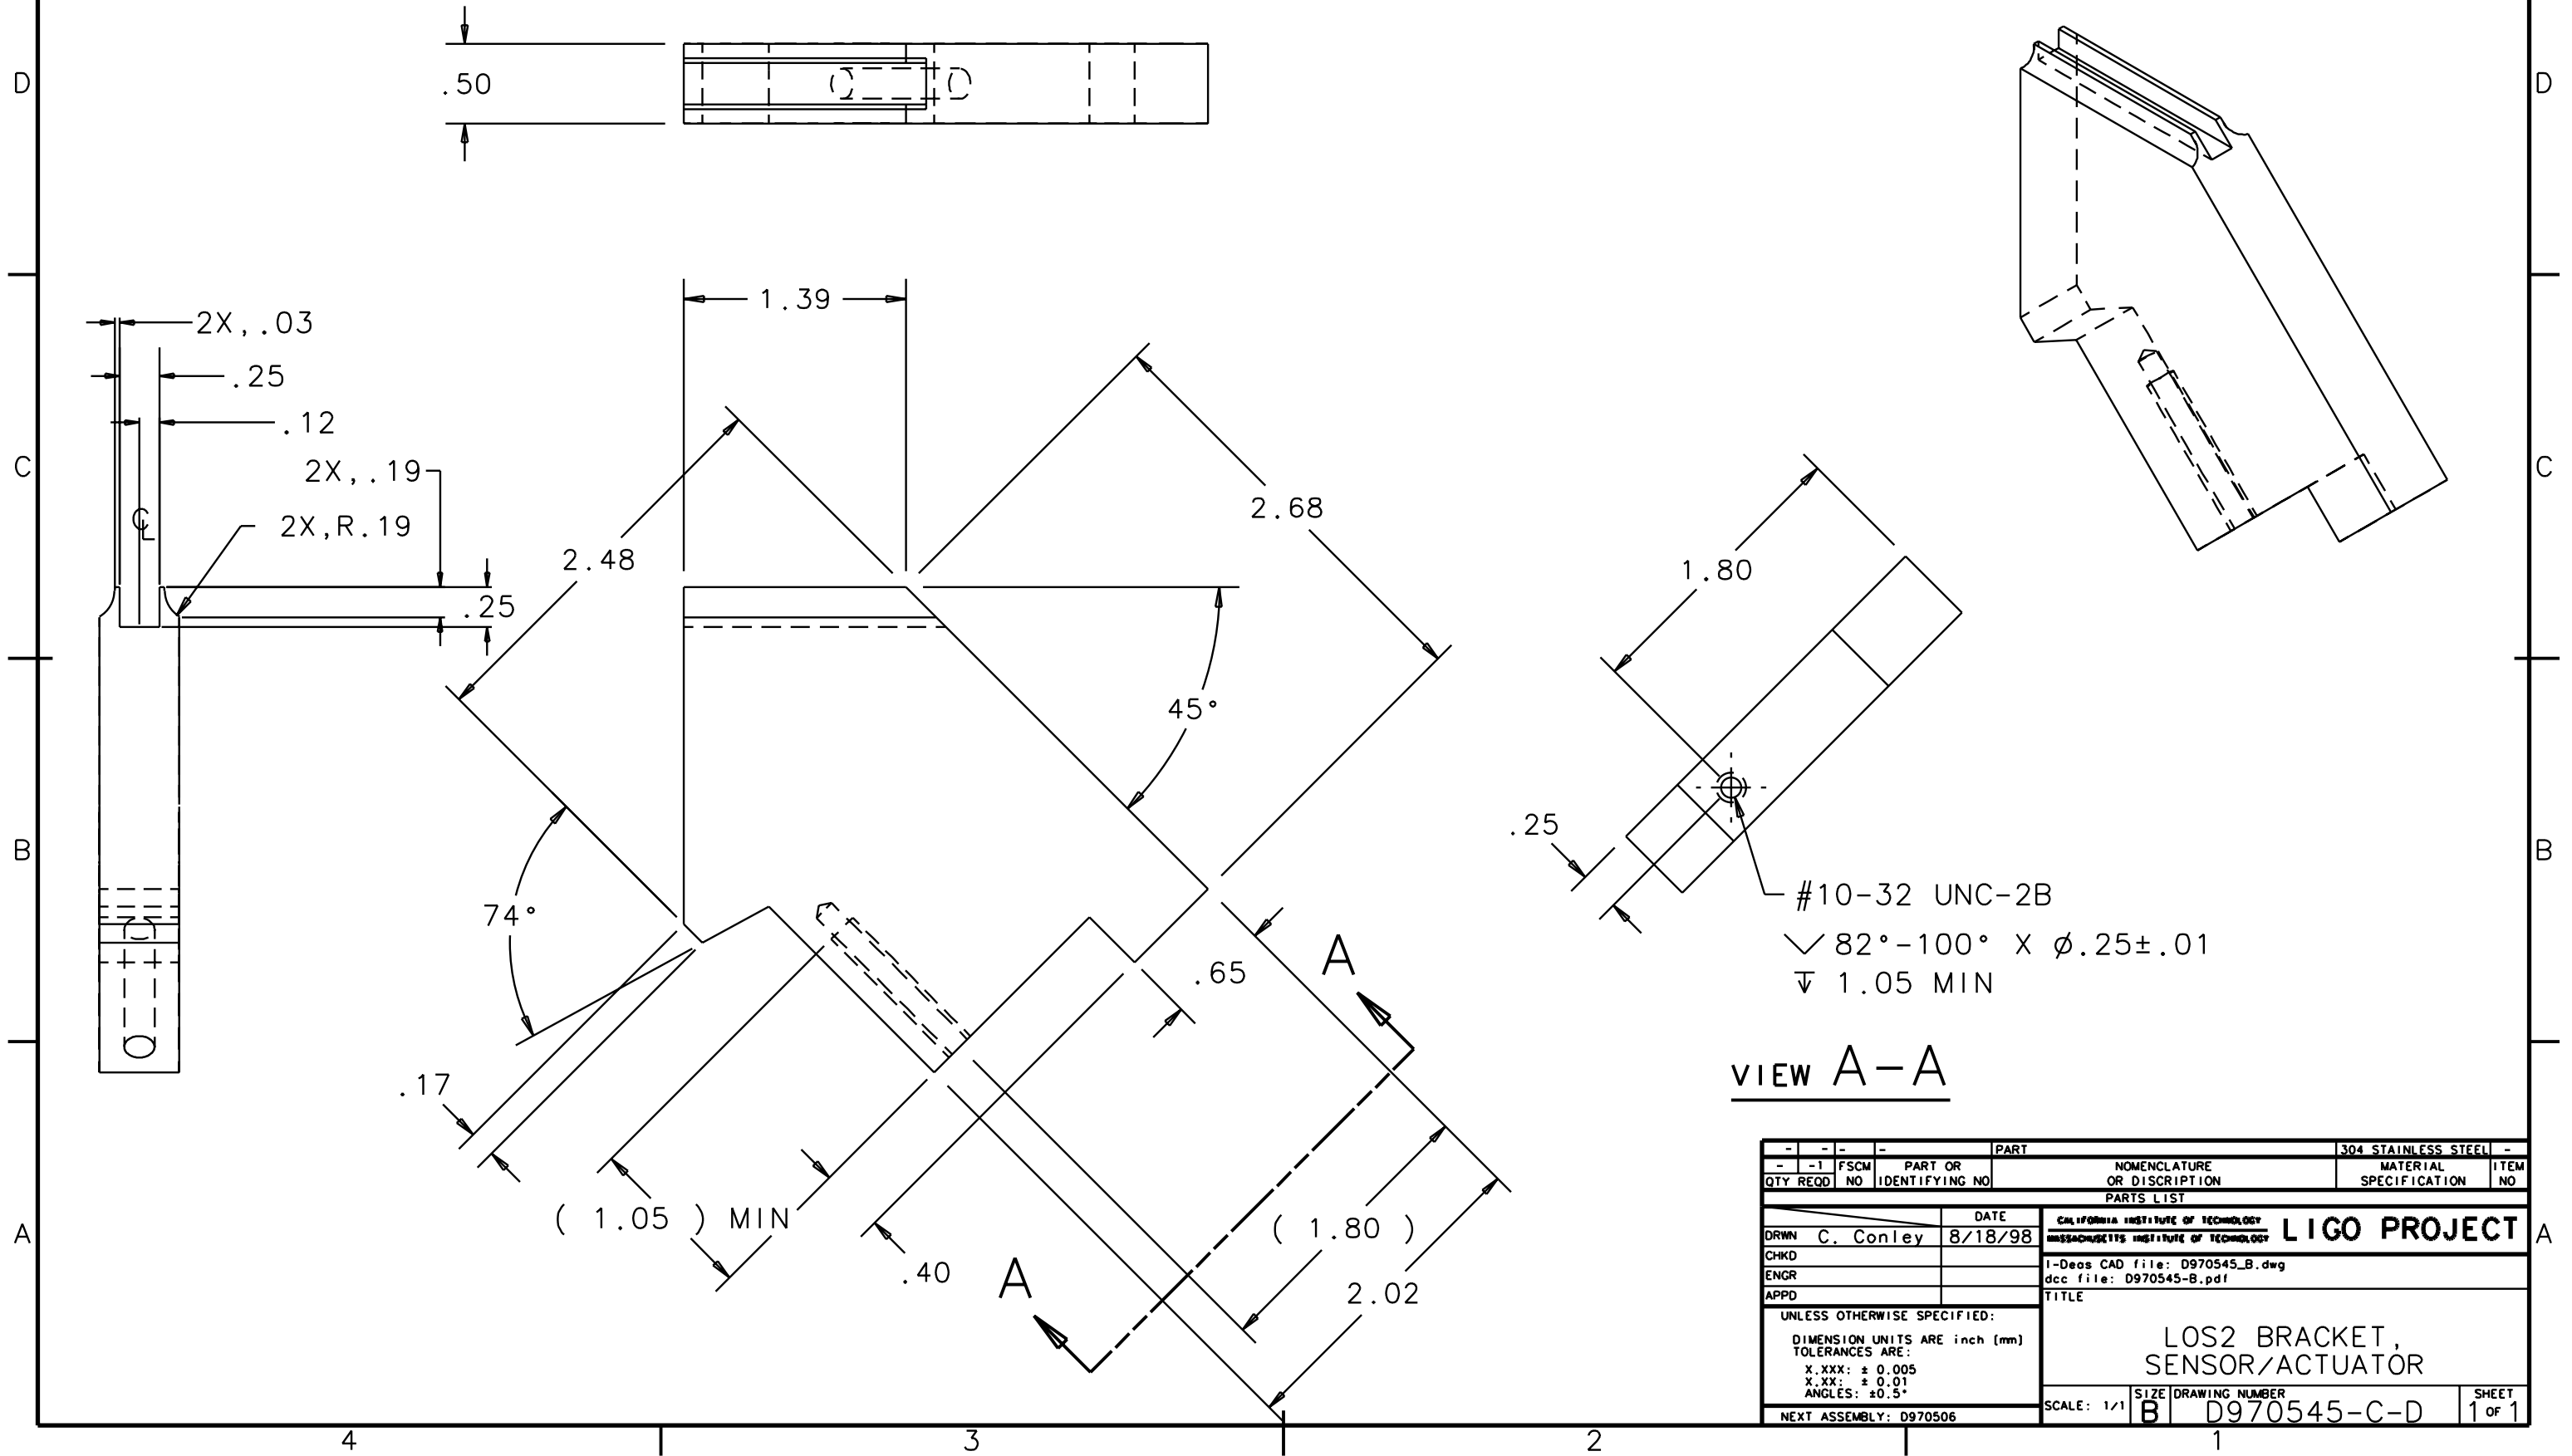 D
.50
D
1.39
2X,.03
.25
.12
2X,.19
2X,R.19
C
C
℄
2.48
2.68
1.80
.25
45°
74°
B
B
.25
#10-32 UNC-2B
⌵ 82°-100° X ø.25±.01
↧ 1.05 MIN
.65
A
.17
VIEW A-A
( 1.05 ) MIN
.40
A
( 1.80 )
2.02
A
A
- - - - PART 304 STAINLESS STEEL -
- -1 FSCM PART OR NOMENCLATURE MATERIAL ITEM
QTY REQD NO IDENTIFYING NO OR DISCRIPTION SPECIFICATION NO
PARTS LIST
DATE
DRWN C. Conley 8/18/98
CHKD
ENGR
APPD
CALIFORNIA INSTITUTE OF TECHNOLOGY
MASSACHUSETTS INSTITUTE OF TECHNOLOGY
LIGO PROJECT
I-Deas CAD file: D970545_B.dwg
dcc file: D970545-B.pdf
TITLE
LOS2 BRACKET,
SENSOR/ACTUATOR
UNLESS OTHERWISE SPECIFIED:
DIMENSION UNITS ARE inch [mm]
TOLERANCES ARE:
X.XXX: ± 0.005
X.XX: ± 0.01
ANGLES: ±0.5°
NEXT ASSEMBLY: D970506
SCALE: 1/1
SIZE
B
DRAWING NUMBER
D970545-C-D
SHEET
1 OF 1
4 3 2 1